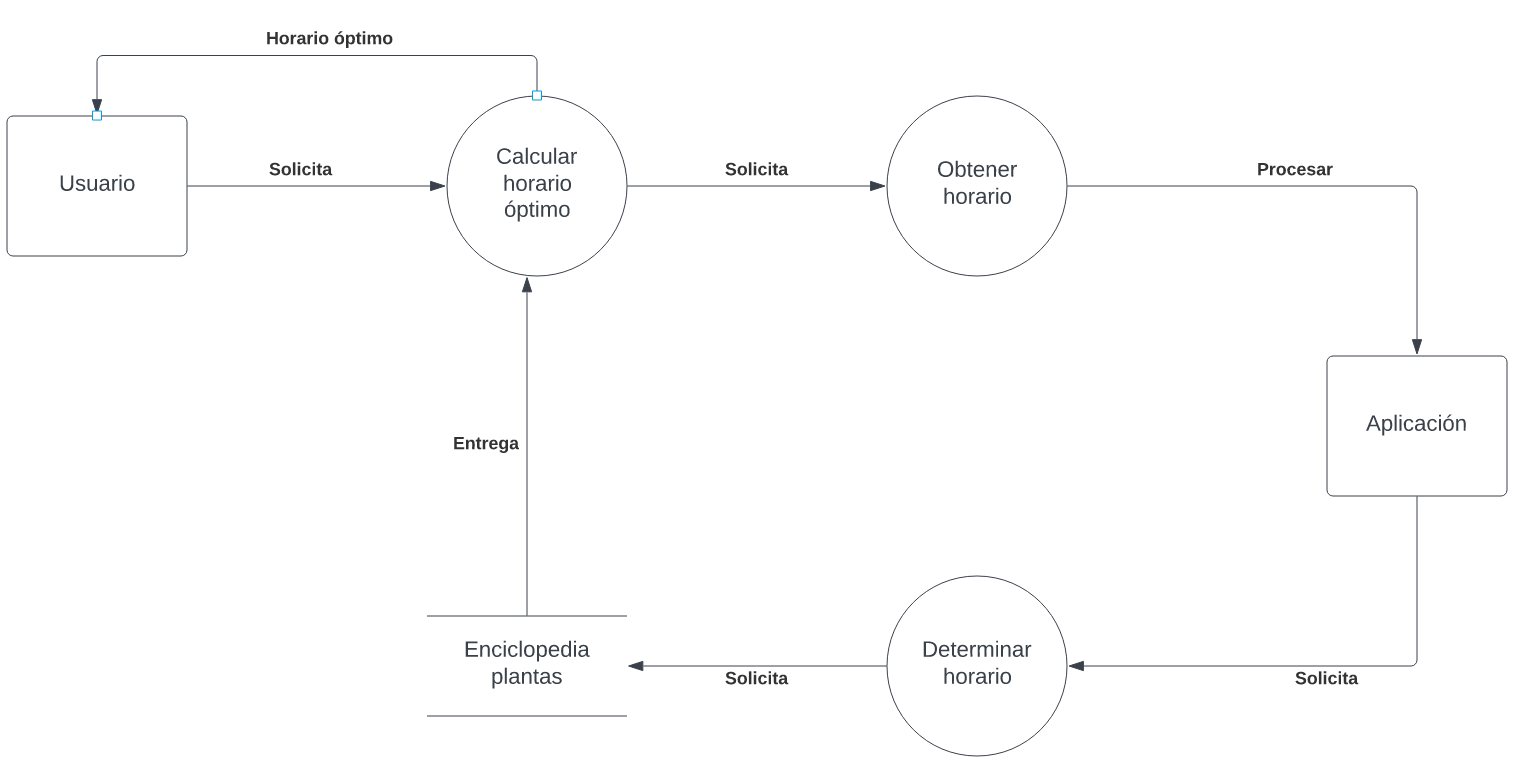 Horario óptimo
Usuario
Solicita
Calcular
horario
óptimo
Solicita
Obtener
horario
Procesar
Aplicación
Entrega
Enciclopedia
plantas
Solicita
Determinar
horario
Solicita